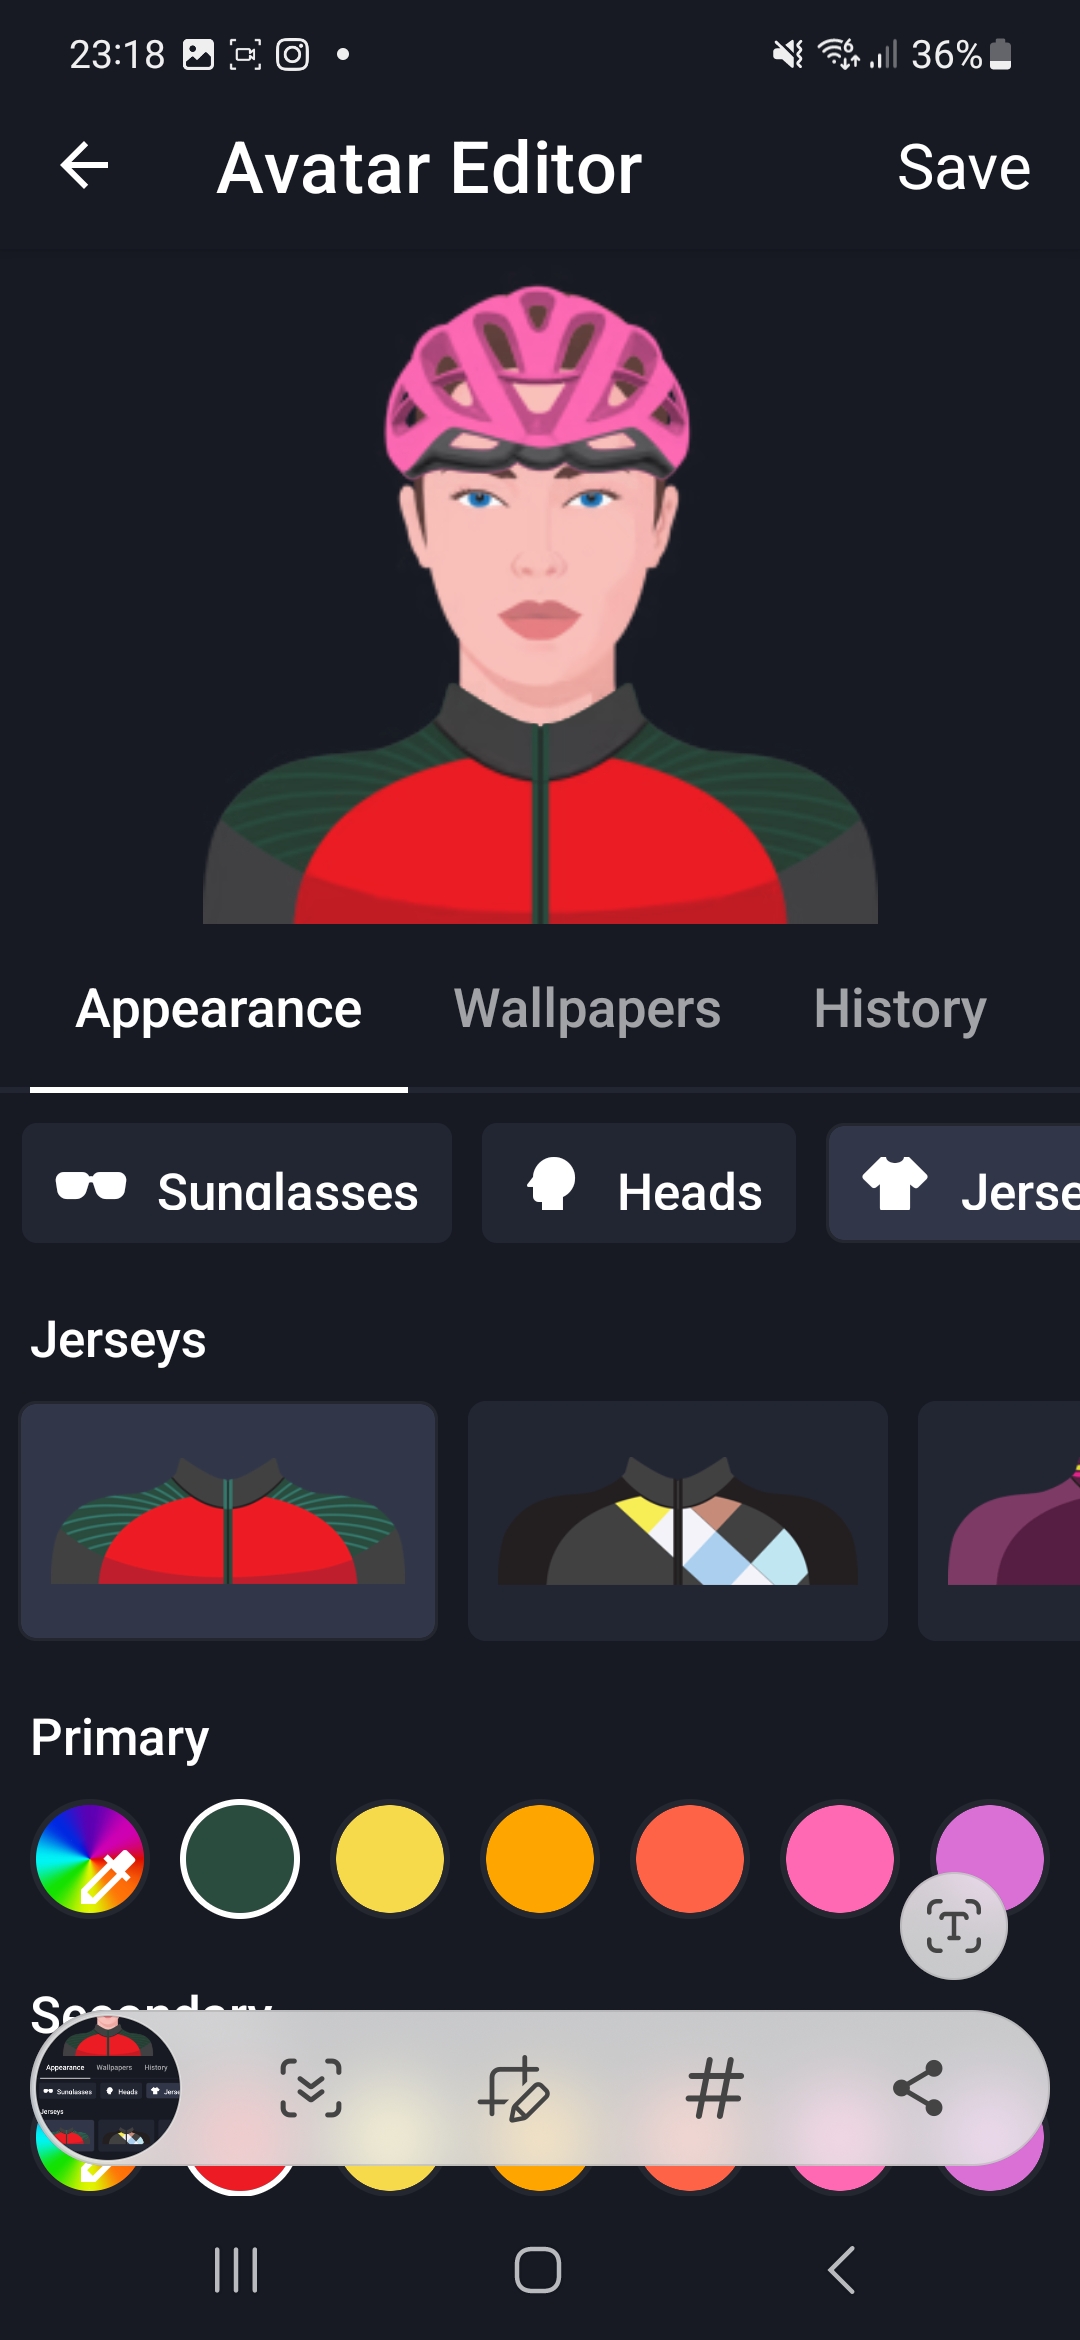 23:18
36%
Avatar Editor
Save
Appearance
Wallpapers
History
Sunglasses
Heads
Jerse
Jerseys
Primary
Secondary
Appearance
Wallpapers
History
Sunglasses
Heads
Jerse
Jerseys